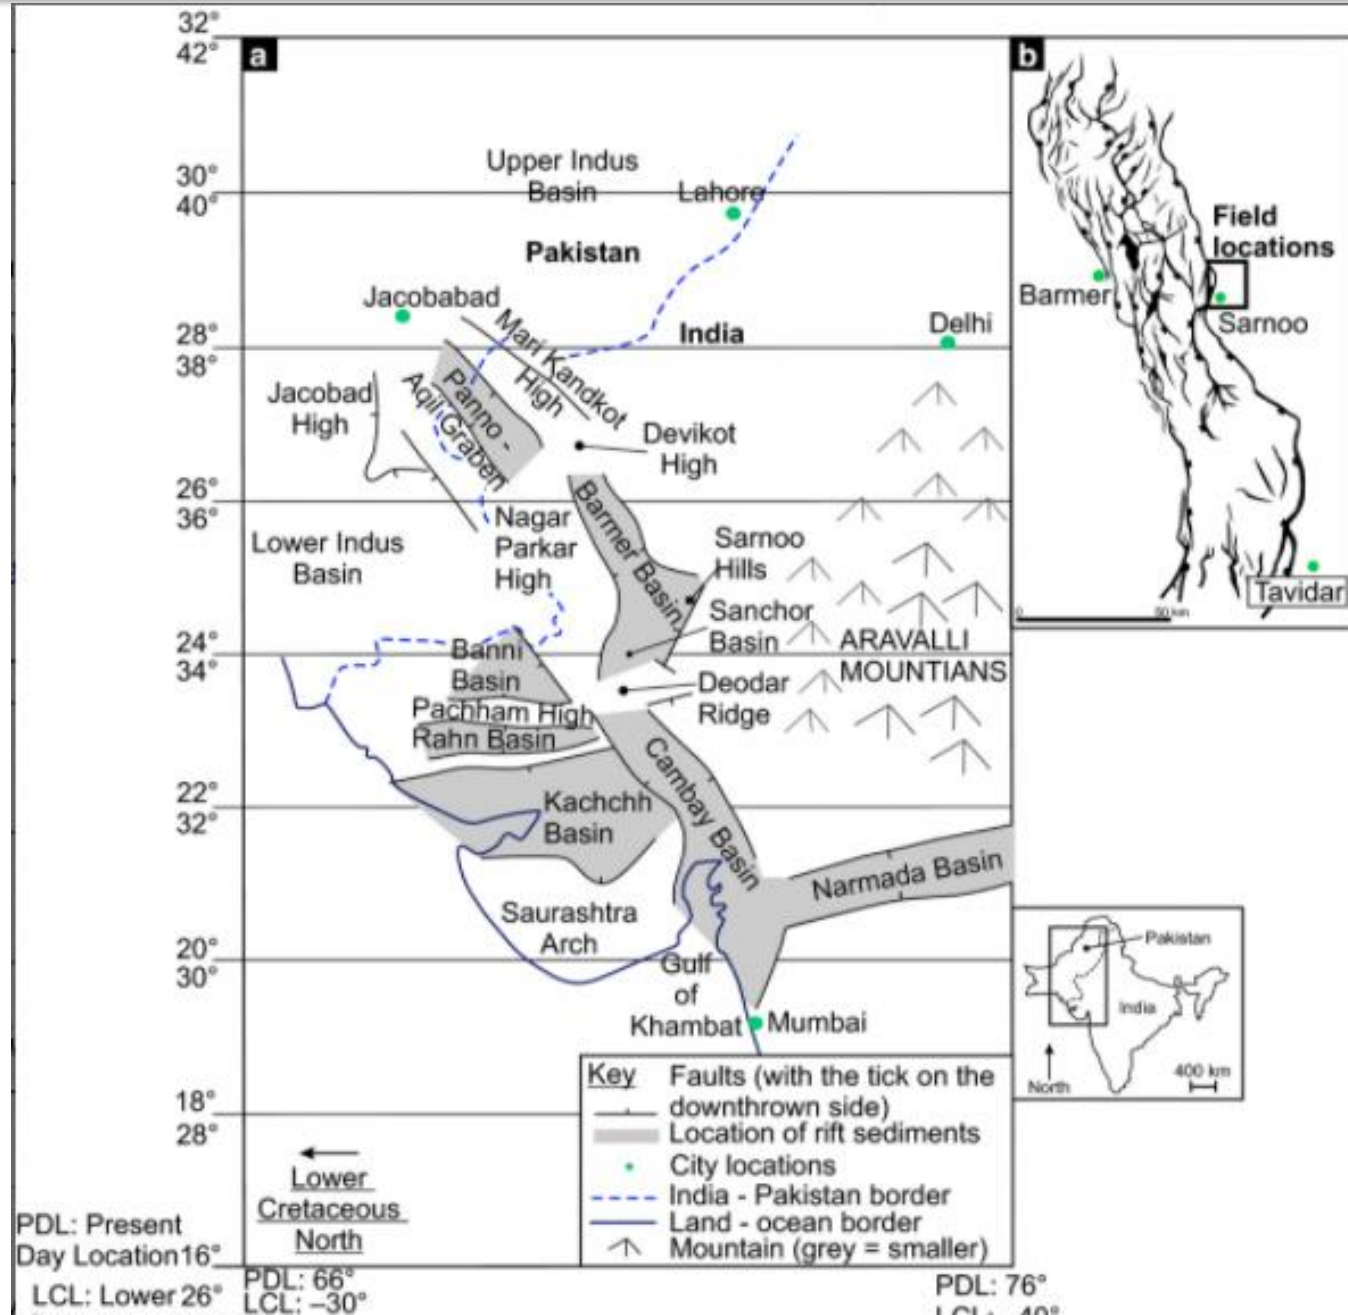 32°
42°
a
b
Upper Indus
Basin
30°
40°
Lahore
Pakistan
Field
locations
Jacobabad
Mari Kandkot
High
India
Delhi
Barmer
Sarnoo
28°
38°
Jacobad
High
Panno -
Aqil Graben
Devikot
High
26°
36°
Nagar
Parkar
High
Lower Indus
Basin
Barmer Basin
Sarnoo
Hills
Sanchor
Basin
Tavidar
0
50 km
24°
34°
ARAVALLI
MOUNTIANS
Banni
Basin
Deodar
Ridge
Pachham High
Rahn Basin
Cambay Basin
22°
32°
Kachchh
Basin
Narmada Basin
Saurashtra
Arch
20°
30°
Gulf
of
Khambat
Mumbai
Pakistan
India
North
400 km
Key
Faults (with the tick on the
downthrown side)
Location of rift sediments
City locations
India - Pakistan border
Land - ocean border
Mountain (grey = smaller)
18°
28°
Lower
Cretaceous
North
PDL: Present
Day Location
16°
LCL: Lower
26°
PDL: 66°
LCL: –30°
PDL: 76°